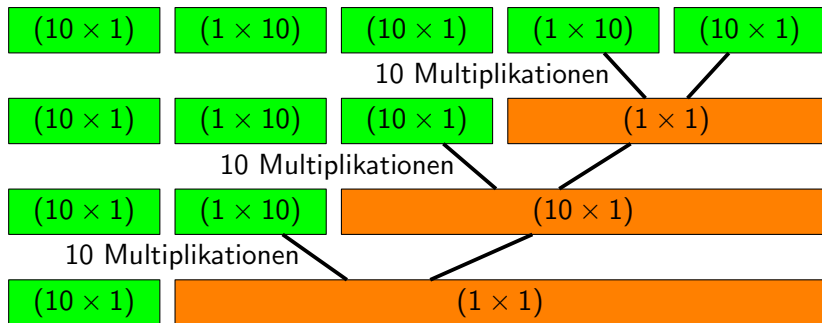 (10 × 1) (1 × 10) (10 × 1) (1 × 10) (10 × 1)
10 Multiplikationen
(10 × 1) (1 × 10) (10 × 1) (1 × 1)
10 Multiplikationen
(10 × 1) (1 × 10) (10 × 1)
10 Multiplikationen
(10 × 1) (1 × 1)